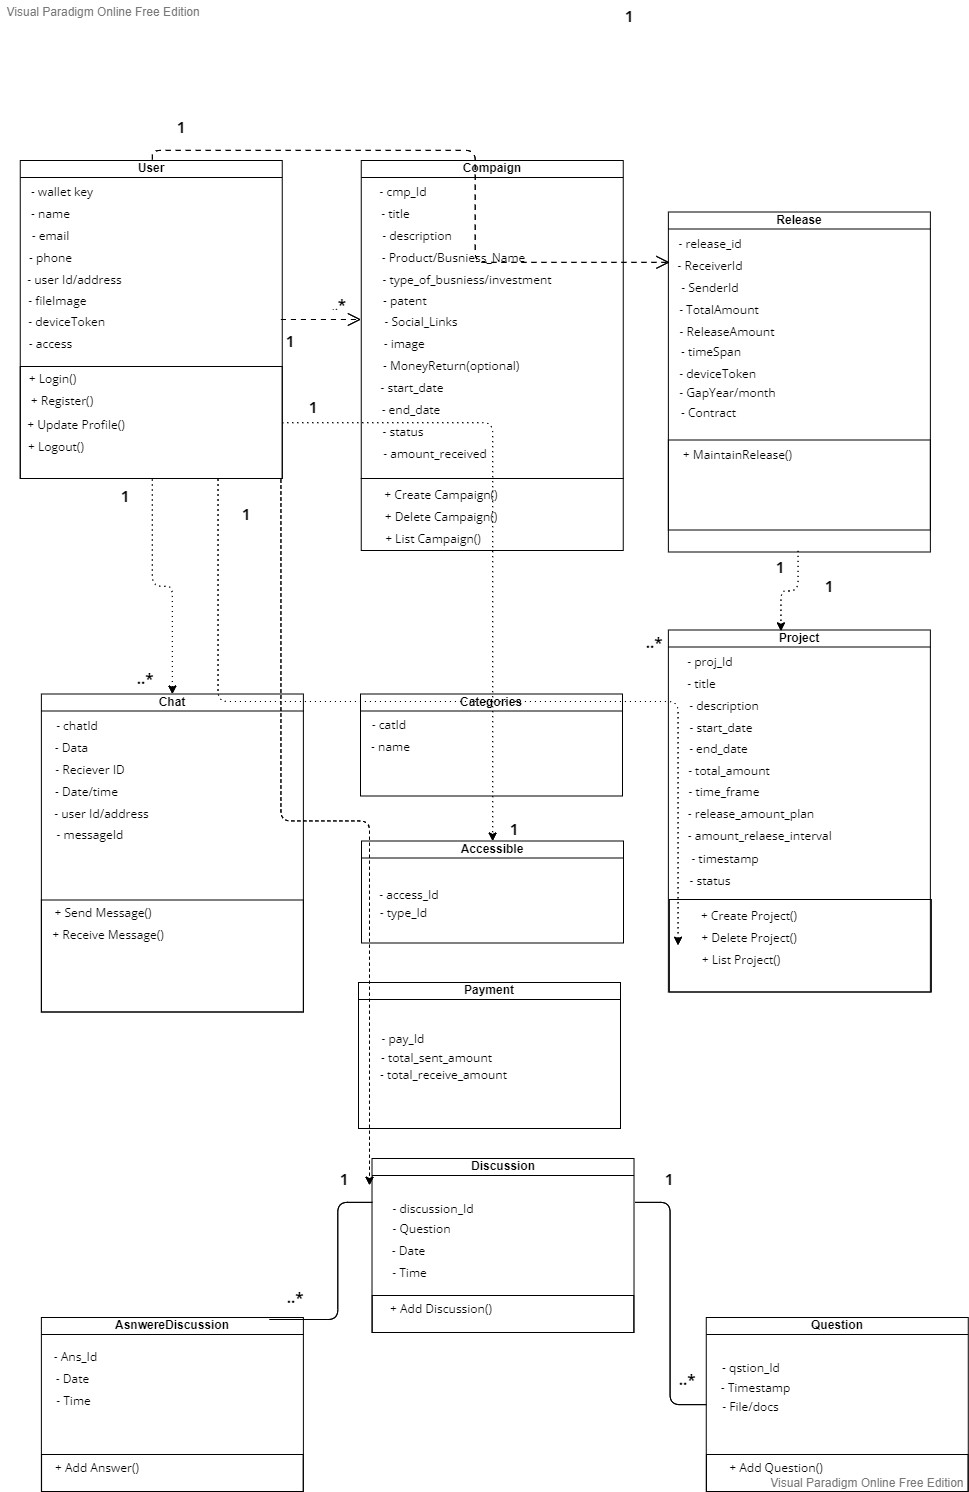 Visual Paradigm Online Free Edition
1
1
User
- wallet key
- name
- email
- phone
- user Id/address
- fileImage
- deviceToken
- access
+ Login()
+ Register()
+ Update Profile()
+ Logout()
..*
1
1
Compaign
- cmp_Id
- title
- description
- Product/Busniess_Name
- type_of_busniess/investment
- patent
- Social_Links
- image
- MoneyReturn(optional)
- start_date
- end_date
- status
- amount_received
+ Create Campaign()
+ Delete Campaign()
+ List Campaign()
Release
- release_id
- ReceiverId
- SenderId
- TotalAmount
- ReleaseAmount
- timeSpan
- deviceToken
- GapYear/month
- Contract
+ MaintainRelease()
1
1
1
1
..*
..*
Chat
- chatId
- Data
- Reciever ID
- Date/time
- user Id/address
- messageId
+ Send Message()
+ Receive Message()
Categories
- catId
- name
1
Accessible
- access_Id
- type_Id
Project
- proj_Id
- title
- description
- start_date
- end_date
- total_amount
- time_frame
- release_amount_plan
- amount_relaese_interval
- timestamp
- status
+ Create Project()
+ Delete Project()
+ List Project()
Payment
- pay_Id
- total_sent_amount
- total_receive_amount
1
1
Discussion
- discussion_Id
- Question
- Date
- Time
+ Add Discussion()
..*
..*
AsnwereDiscussion
- Ans_Id
- Date
- Time
+ Add Answer()
Question
- qstion_Id
- Timestamp
- File/docs
+ Add Question()
Visual Paradigm Online Free Edition